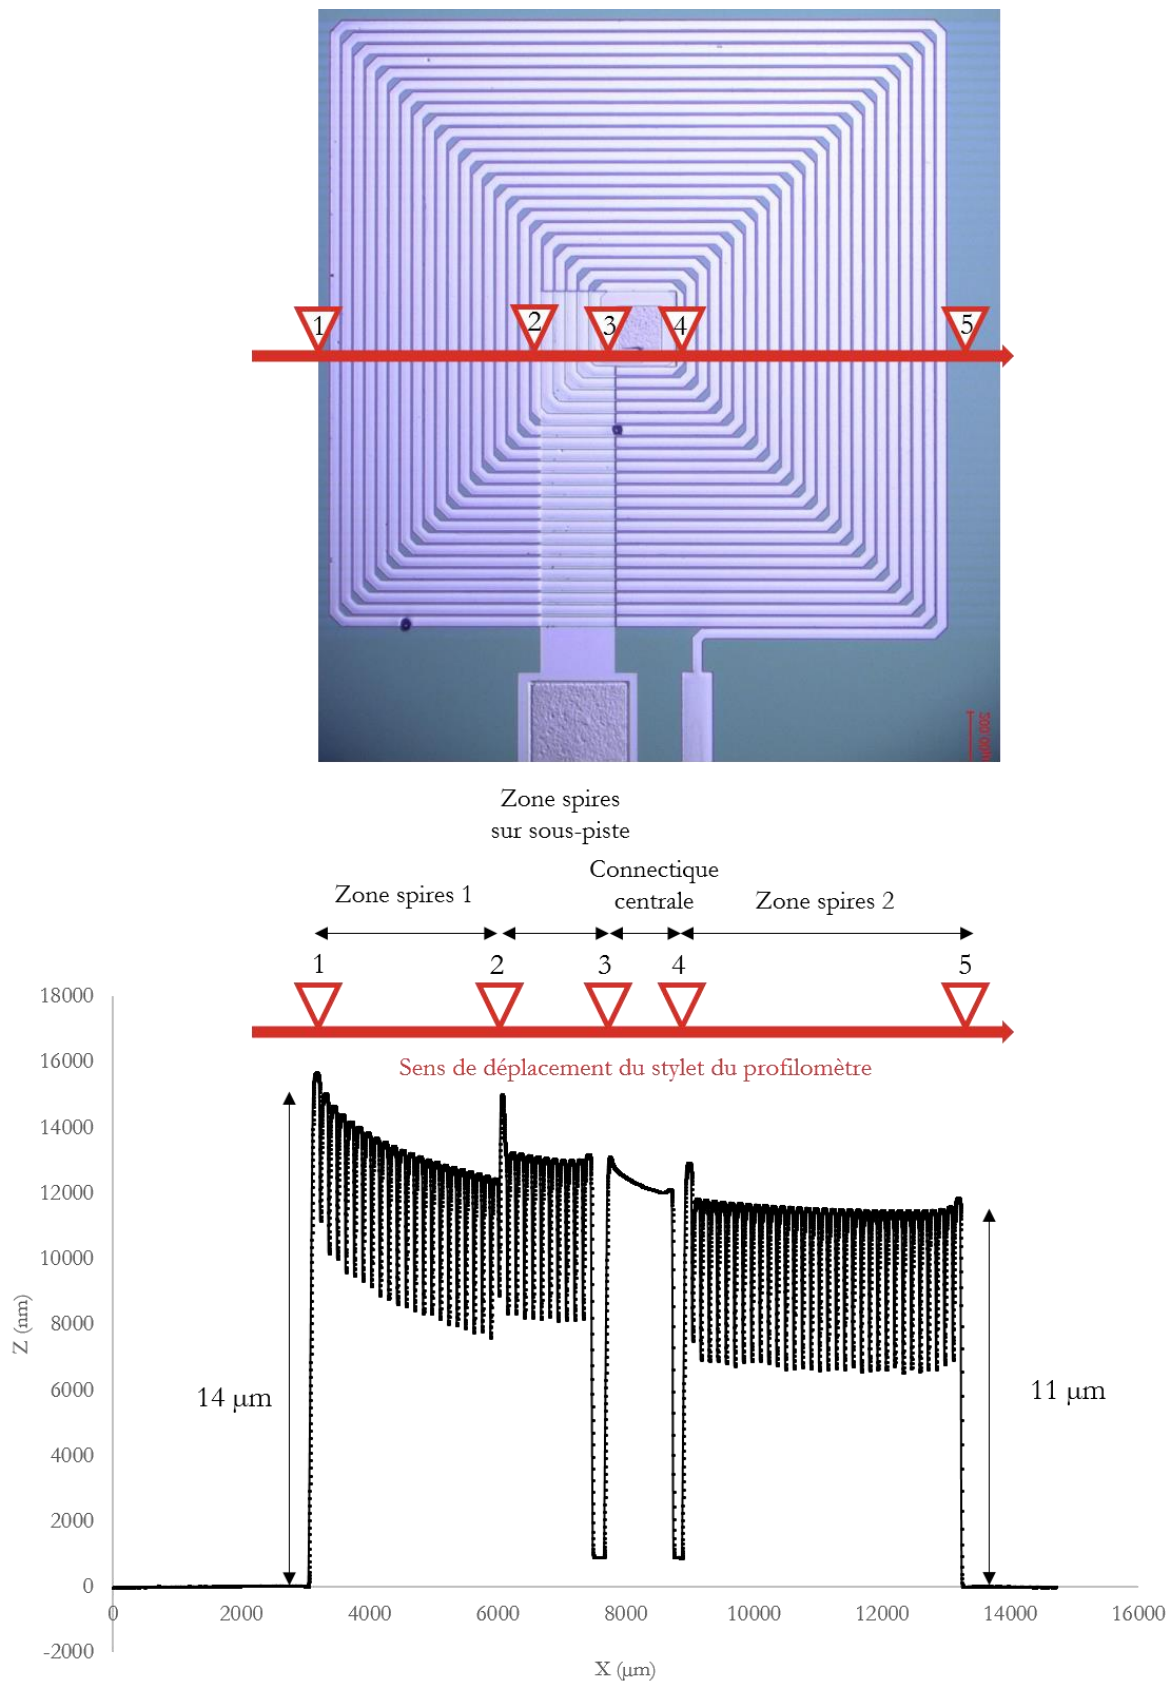 1
2
3
4
5
Zone spires
sur sous-piste
Connectique
centrale
Zone spires 1
Zone spires 2
1
2
3
4
5
Sens de déplacement du stylet du profilomètre
18000
16000
14000
12000
10000
8000
6000
4000
2000
0
-2000
Z (nm)
14 µm
11 µm
0
2000
4000
6000
8000
10000
12000
14000
16000
X (µm)